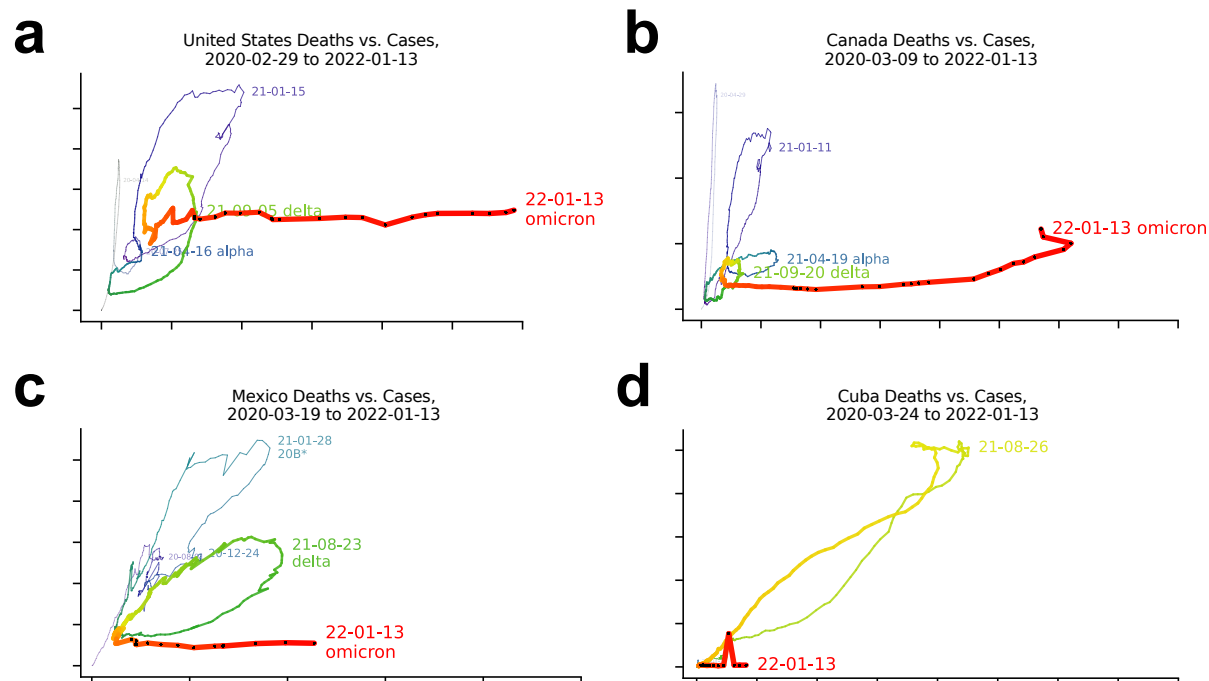 a
United States Deaths vs. Cases,
2020-02-29 to 2022-01-13
21-01-15
21-09-05 delta
21-04-16 alpha
22-01-13
omicron
b
Canada Deaths vs. Cases,
2020-03-09 to 2022-01-13
21-01-11
22-01-13 omicron
21-04-19 alpha
21-09-20 delta
c
Mexico Deaths vs. Cases,
2020-03-19 to 2022-01-13
21-01-28
20B*
20-12-24
21-08-23
delta
22-01-13
omicron
d
Cuba Deaths vs. Cases,
2020-03-24 to 2022-01-13
21-08-26
22-01-13